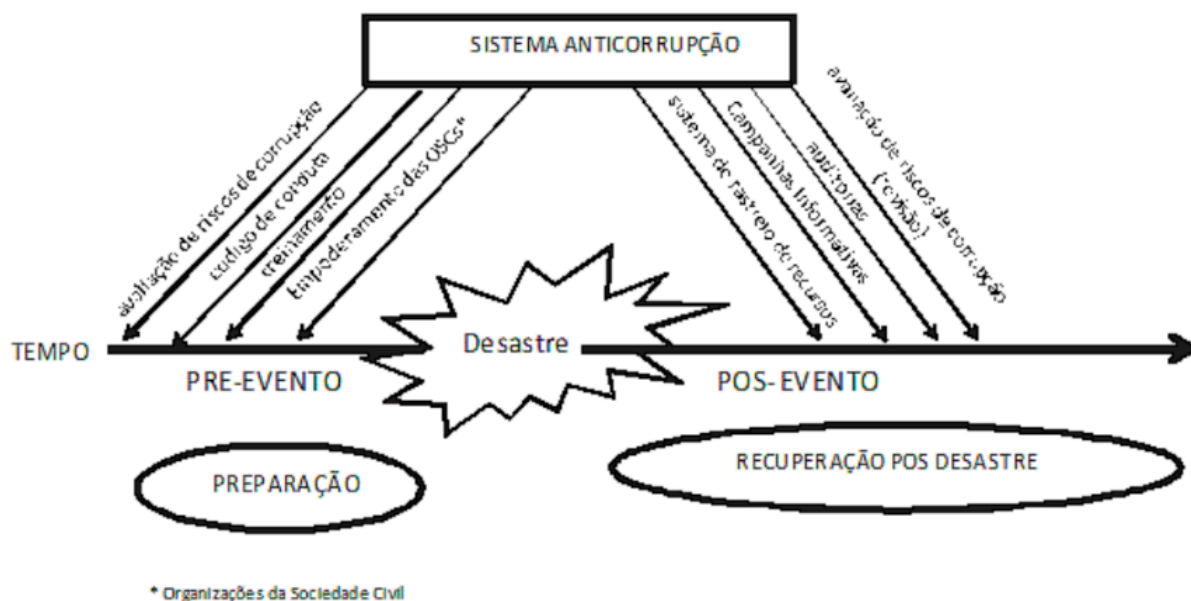 SISTEMA ANTICORRUPÇÃO
avaliação de riscos de corrupção
codigo de conduta
treinamento
Empoderamento das OSCs*
sistema de rastreio de recursos
Campanhas Informativas
auditorias
avaliação de riscos de corrupção
(revisão)
TEMPO
Desastre
PRE-EVENTO
POS- EVENTO
PREPARAÇÃO
RECUPERAÇÃO POS DESASTRE
* Organizações da Sociedade Civil